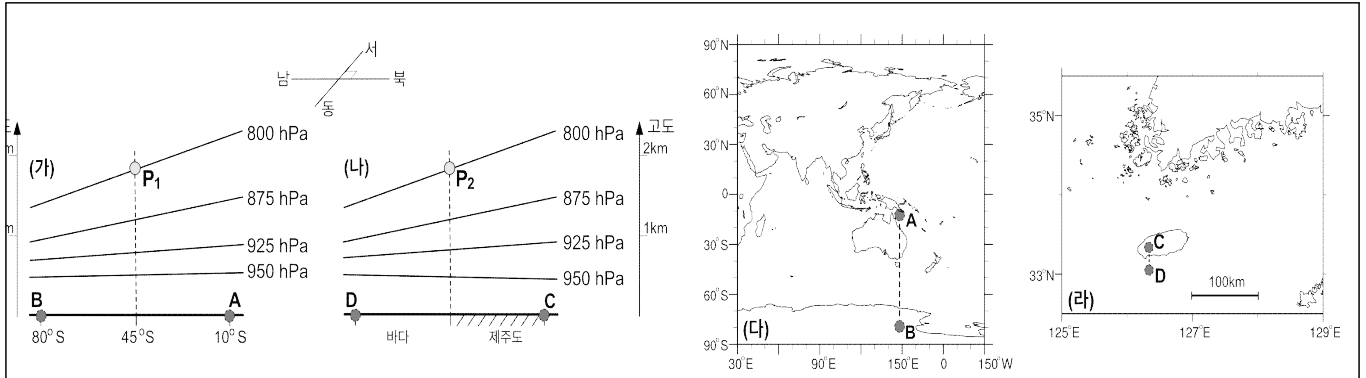 서
남 북
동
도
m
m
(가)
800 hPa
P₁
875 hPa
925 hPa
950 hPa
B
A
80°S
45°S
10°S
(나)
800 hPa
P₂
875 hPa
925 hPa
950 hPa
D
C
바다
제주도
고도
2km
1km
90°N
60°N
30°N
0
30°S
60°S
90°S
A
B
(다)
30°E
90°E
150°E
0
150°W
35°N
33°N
C
D
100km
(라)
125°E
127°E
129°E